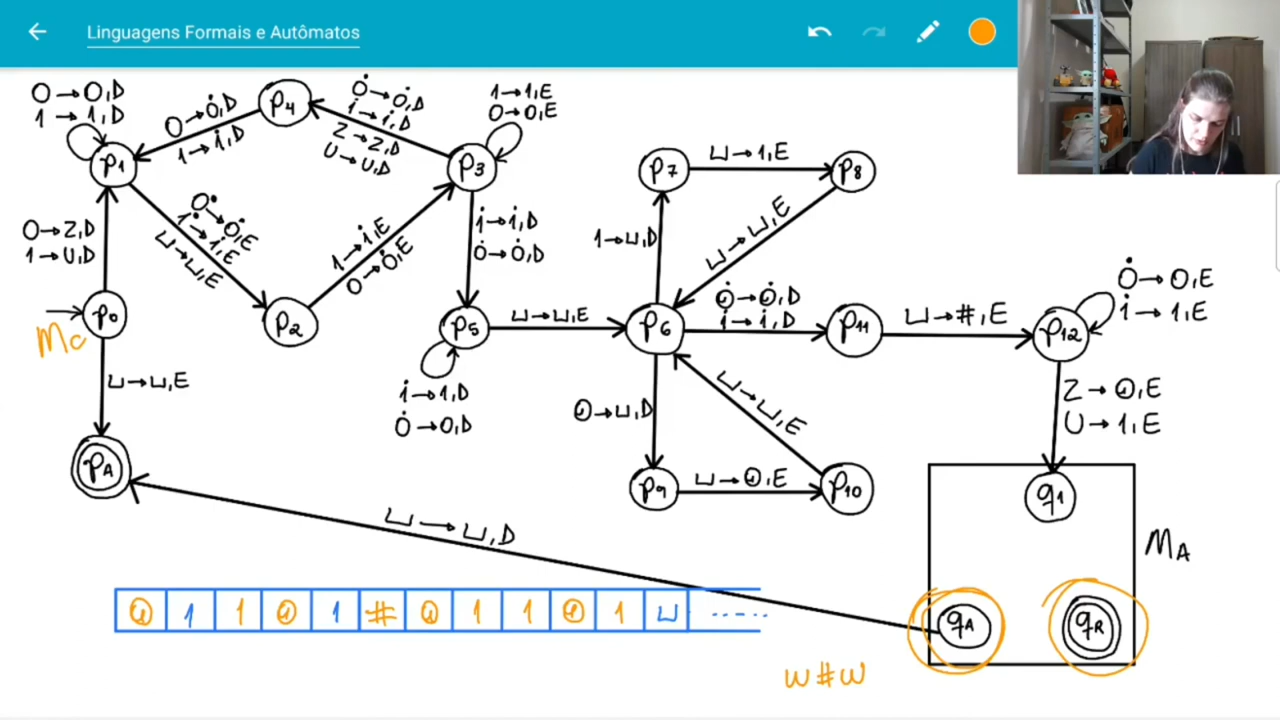 Linguagens Formais e Autômatos
0→0,D
1→1,D
0→0̇,D
1→i,D
P4
0̇→0̇,D
i→i,D
Z→Z,D
U→U,D
1→1,E
0→0,E
P1
P3
0→Z,D
1→U,D
0̇→0̇,E
i→i,E
⊔→⊔,E
1→i,E
0→0̇,E
i→i,D
0̇→0̇,D
P7
⊔→1,E
P8
1→⊔,D
⊔→⊔,E
P0
Mc
P2
P5
⊔→⊔,E
P6
0̇→0̇,D
i→i,D
P11
⊔→#,E
P12
0̇→0,E
i→1,E
⊔→⊔,E
i→1,D
0̇→0,D
0→⊔,D
⊔→⊔,E
Z→0,E
U→1,E
PA
P9
⊔→0,E
P10
q1
MA
⊔→⊔,D
0 1 1 0 1 # 0 1 1 0 1 ⊔ ......
qA
qR
w#w